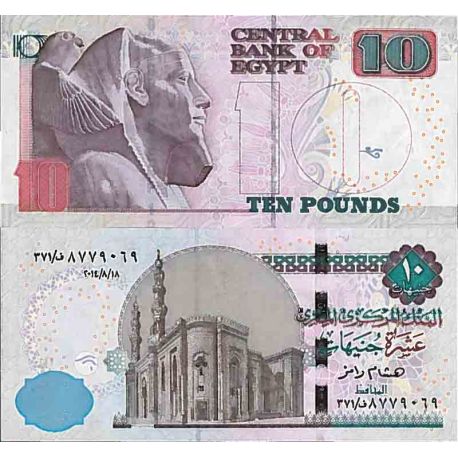 CENTRAL
BANK OF
EGYPT
10
10
10
TEN POUNDS
٣٧١/ف ٨٧٧٩٠٦٩
٢٠١٤/٨/١٨
١٠
جنيهات
البنك المركزي المصري
عشرة جنيهات
هشام رامز
المحافظ
٣٧١/ف ٨٧٧٩٠٦٩